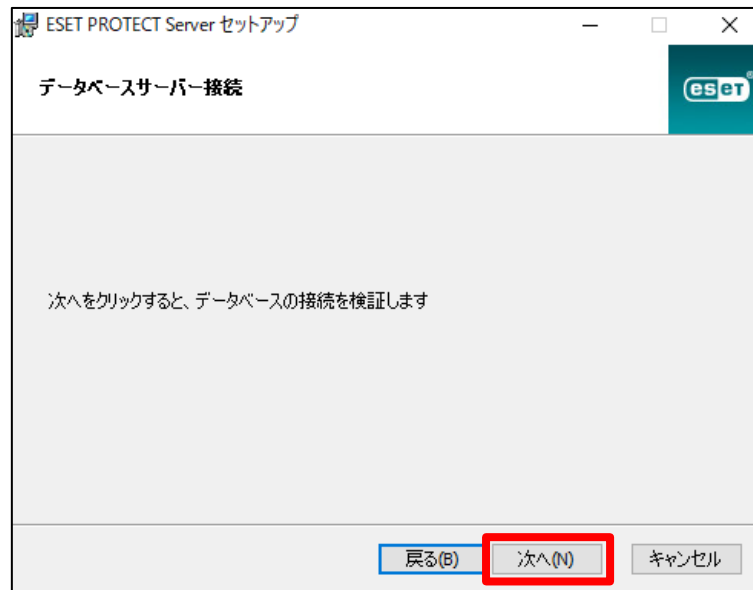 ESET PROTECT Server セットアップ
データベースサーバー接続
eseT®
次へをクリックすると、データベースの接続を検証します
戻る(B)
次へ(N)
キャンセル